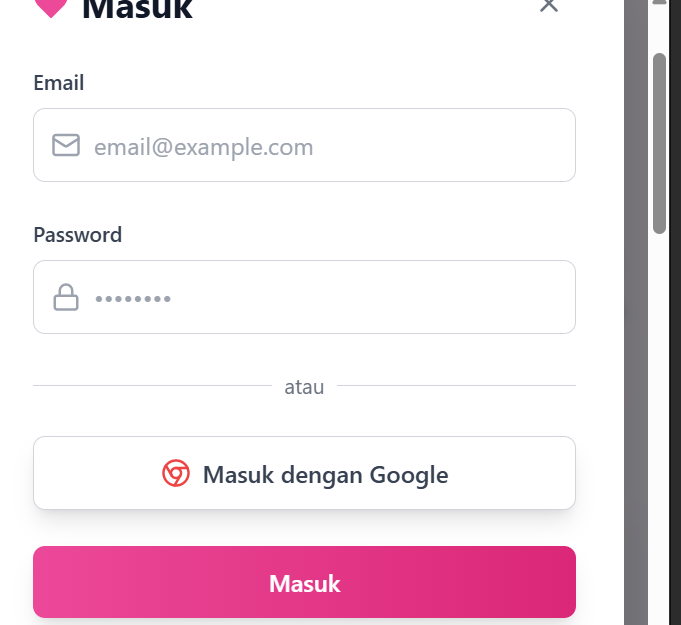 Masuk
Email
email@example.com
Password
••••••••
atau
Masuk dengan Google
Masuk